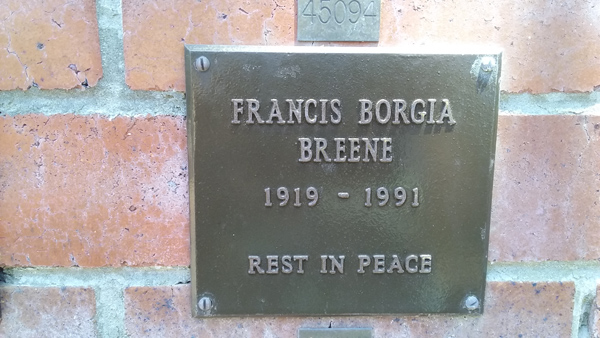 45094
FRANCIS BORGIA
BREENE
1919 - 1991
REST IN PEACE